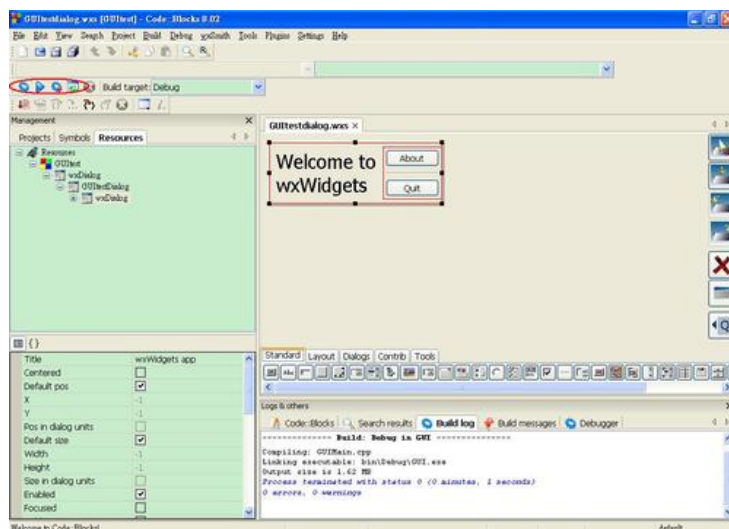 GUItestdialog.wxs [GUItest] - Code::Blocks 8.02
File Edit View Search Project Build Debug wxSmith Tools Plugins Settings Help
Build target: Debug
Management
Projects Symbols Resources
Resources
GUItest
wxDialog
GUItestDialog
wxDialog
GUItestdialog.wxs
Welcome to
wxWidgets
About
Quit
Title wxWidgets app
Centered
Default pos
X -1
Y -1
Pos in dialog units
Default size
Width -1
Height -1
Size in dialog units
Enabled
Focused
Standard Layout Dialogs Contrib Tools
Logs & others
Code::Blocks Search results Build log Build messages Debugger
-------------- Build: Debug in GUI ---------------
Compiling: GUIMain.cpp
Linking executable: bin\Debug\GUI.exe
Output size is 1.62 MB
Process terminated with status 0 (0 minutes, 1 seconds)
0 errors, 0 warnings
Welcome to Code::Blocks!
default